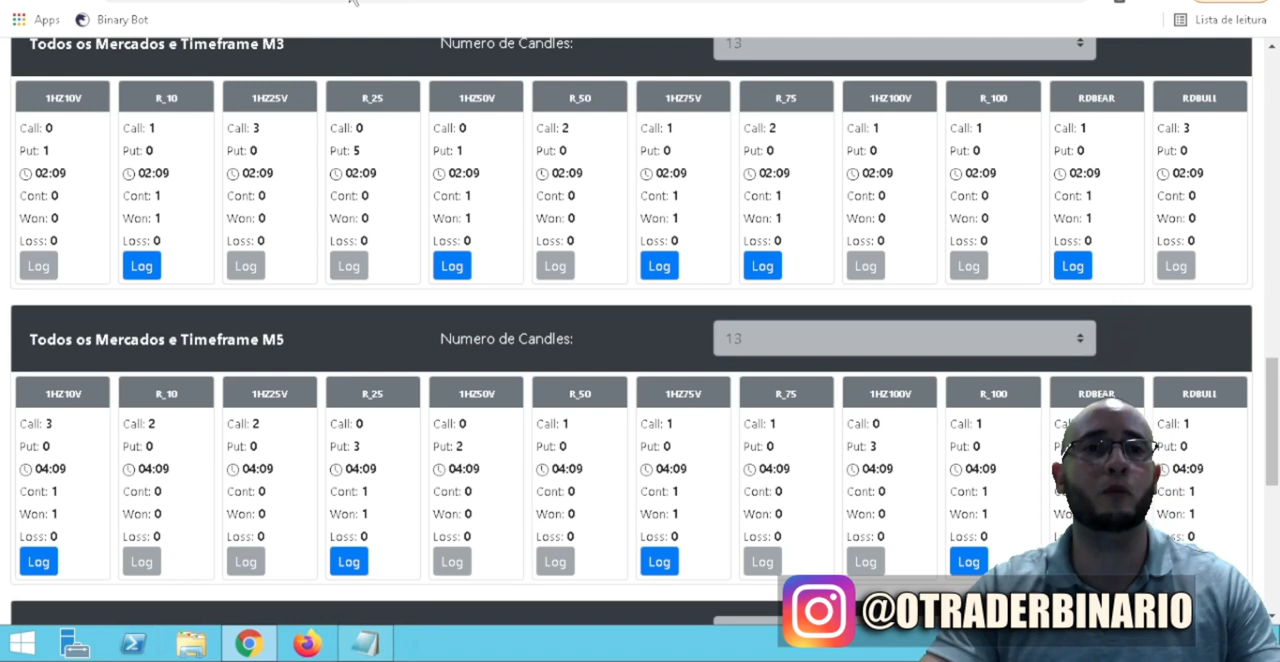 Apps Binary Bot Lista de leitura
Todos os Mercados e Timeframe M3 Numero de Candles: 13
1HZ10V R_10 1HZ25V R_25 1HZ50V R_50 1HZ75V R_75 1HZ100V R_100 RDBEAR RDBULL
Call: 0 Call: 1 Call: 3 Call: 0 Call: 0 Call: 2 Call: 1 Call: 2 Call: 1 Call: 1 Call: 1 Call: 3
Put: 1 Put: 0 Put: 0 Put: 5 Put: 1 Put: 0 Put: 0 Put: 0 Put: 0 Put: 0 Put: 0 Put: 0
02:09 02:09 02:09 02:09 02:09 02:09 02:09 02:09 02:09 02:09 02:09 02:09
Cont: 0 Cont: 1 Cont: 0 Cont: 0 Cont: 1 Cont: 0 Cont: 1 Cont: 1 Cont: 0 Cont: 0 Cont: 1 Cont: 0
Won: 0 Won: 1 Won: 0 Won: 0 Won: 1 Won: 0 Won: 1 Won: 1 Won: 0 Won: 0 Won: 1 Won: 0
Loss: 0 Loss: 0 Loss: 0 Loss: 0 Loss: 0 Loss: 0 Loss: 0 Loss: 0 Loss: 0 Loss: 0 Loss: 0 Loss: 0
Log Log Log Log Log Log Log Log Log Log Log Log
Todos os Mercados e Timeframe M5 Numero de Candles: 13
1HZ10V R_10 1HZ25V R_25 1HZ50V R_50 1HZ75V R_75 1HZ100V R_100 RDBEAR RDBULL
Call: 3 Call: 2 Call: 2 Call: 0 Call: 0 Call: 1 Call: 1 Call: 1 Call: 0 Call: 1 Call: 1
Put: 0 Put: 0 Put: 0 Put: 3 Put: 2 Put: 0 Put: 0 Put: 0 Put: 3 Put: 0 Put: 0
04:09 04:09 04:09 04:09 04:09 04:09 04:09 04:09 04:09 04:09 04:09
Cont: 1 Cont: 0 Cont: 0 Cont: 1 Cont: 0 Cont: 0 Cont: 1 Cont: 0 Cont: 0 Cont: 1 Cont: 1
Won: 1 Won: 0 Won: 0 Won: 1 Won: 0 Won: 0 Won: 1 Won: 0 Won: 0 Won: 1 Won: 1
Loss: 0 Loss: 0 Loss: 0 Loss: 0 Loss: 0 Loss: 0 Loss: 0 Loss: 0 Loss: 0 Loss: 0
Log Log Log Log Log Log Log Log Log Log
@OTRADERBINARIO